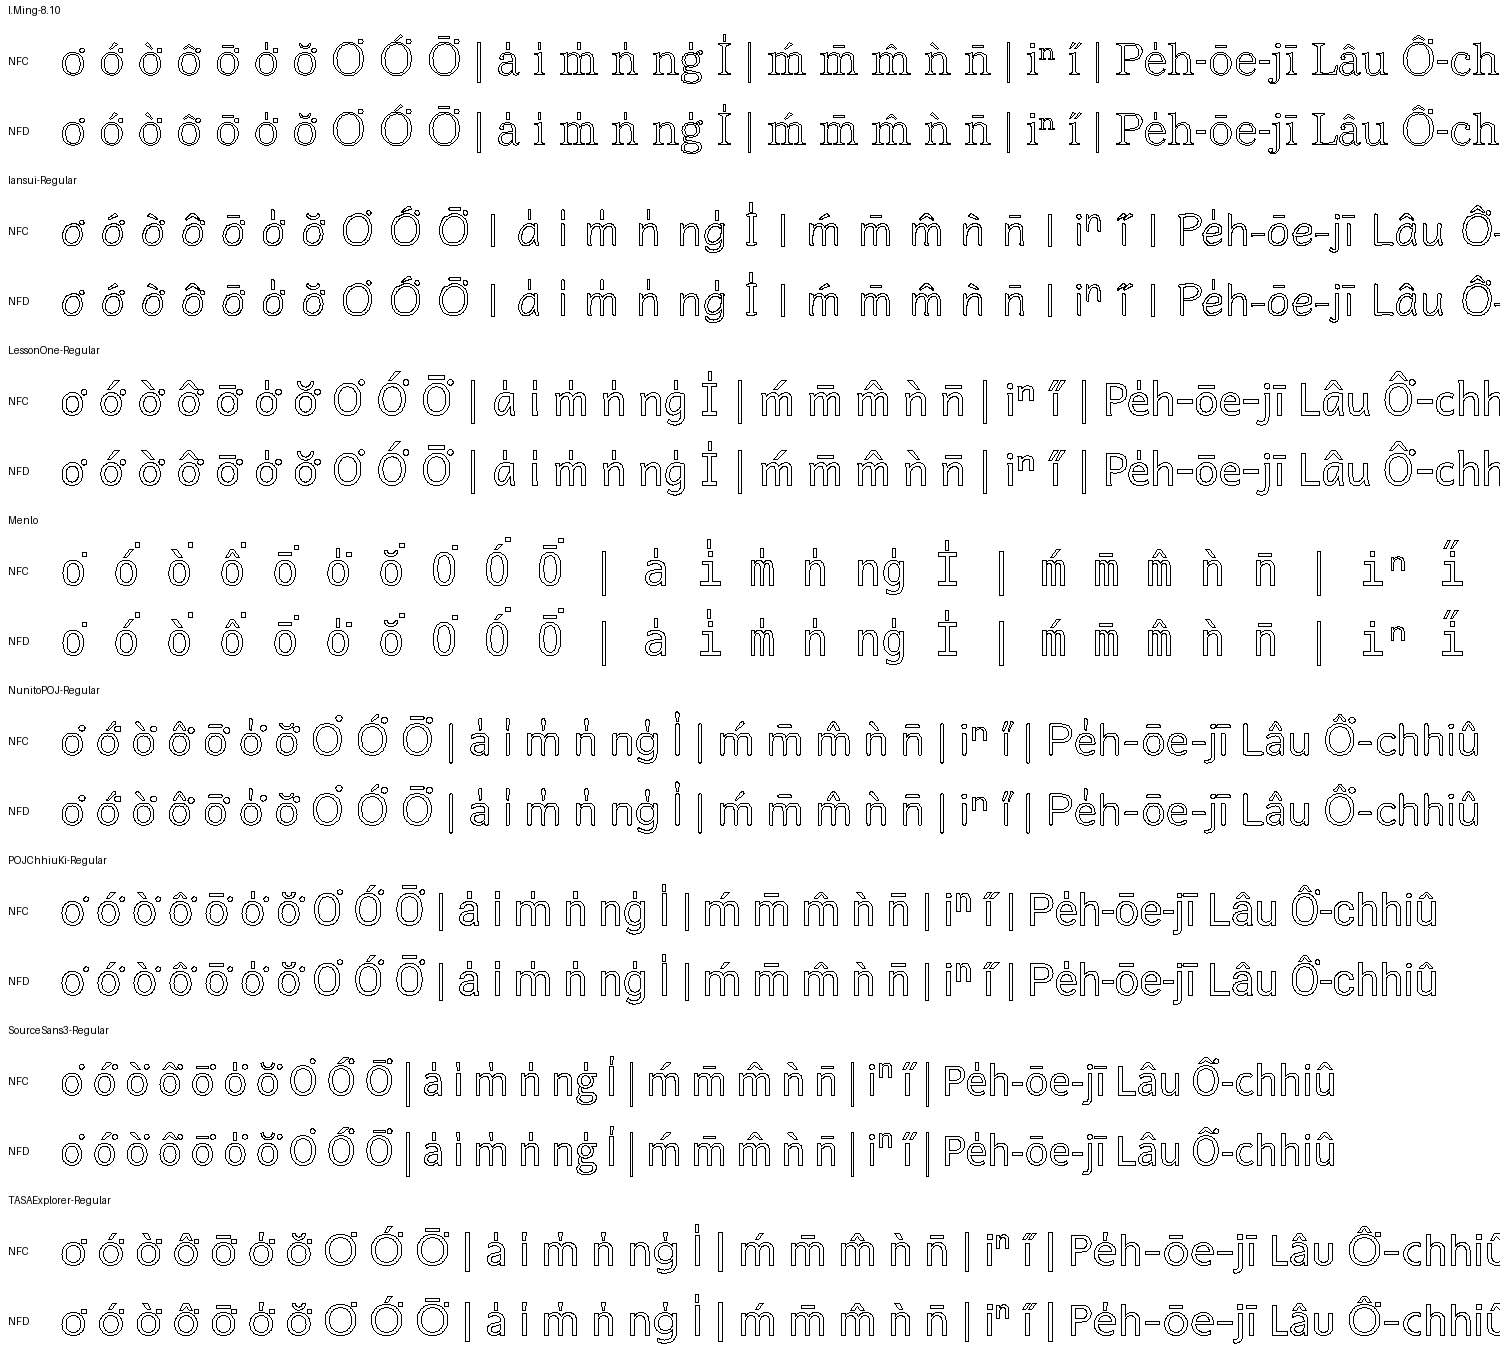 I.Ming-8.10
NFC o͘ ó͘ ò͘ ô͘ ō͘ o̍͘ ŏ͘ O͘ Ó͘ Ō͘ | a̍ i̍ m̍ n̍ ng̍ I̍ | ḿ m̄ m̂ ǹ n̄ | iⁿ i̋ | Pe̍h-ōe-jī Lâu Ô͘-ch
NFD o͘ ó͘ ò͘ ô͘ ō͘ o̍͘ ŏ͘ O͘ Ó͘ Ō͘ | a̍ i̍ m̍ n̍ ng̍ I̍ | ḿ m̄ m̂ ǹ n̄ | iⁿ i̋ | Pe̍h-ōe-jī Lâu Ô͘-ch
Iansui-Regular
NFC o͘ ó͘ ò͘ ô͘ ō͘ o̍͘ ŏ͘ O͘ Ó͘ Ō͘ | a̍ i̍ m̍ n̍ ng̍ I̍ | ḿ m̄ m̂ ǹ n̄ | iⁿ i̋ | Pe̍h-ōe-jī Lâu Ô͘-
NFD o͘ ó͘ ò͘ ô͘ ō͘ o̍͘ ŏ͘ O͘ Ó͘ Ō͘ | a̍ i̍ m̍ n̍ ng̍ I̍ | ḿ m̄ m̂ ǹ n̄ | iⁿ i̋ | Pe̍h-ōe-jī Lâu Ô͘-
LessonOne-Regular
NFC o͘ ó͘ ò͘ ô͘ ō͘ o̍͘ ŏ͘ O͘ Ó͘ Ō͘ | a̍ i̍ m̍ n̍ ng̍ I̍ | ḿ m̄ m̂ ǹ n̄ | iⁿ i̋ | Pe̍h-ōe-jī Lâu Ô͘-chh
NFD o͘ ó͘ ò͘ ô͘ ō͘ o̍͘ ŏ͘ O͘ Ó͘ Ō͘ | a̍ i̍ m̍ n̍ ng̍ I̍ | ḿ m̄ m̂ ǹ n̄ | iⁿ i̋ | Pe̍h-ōe-jī Lâu Ô͘-chh
Menlo
NFC o͘ ó͘ ò͘ ô͘ ō͘ o̍͘ ŏ͘ O͘ Ó͘ Ō͘ | a̍ i̍ m̍ n̍ ng̍ I̍ | ḿ m̄ m̂ ǹ n̄ | iⁿ i̋
NFD o͘ ó͘ ò͘ ô͘ ō͘ o̍͘ ŏ͘ O͘ Ó͘ Ō͘ | a̍ i̍ m̍ n̍ ng̍ I̍ | ḿ m̄ m̂ ǹ n̄ | iⁿ i̋
NunitoPOJ-Regular
NFC o͘ ó͘ ò͘ ô͘ ō͘ o̍͘ ŏ͘ O͘ Ó͘ Ō͘ | a̍ i̍ m̍ n̍ ng̍ I̍ | ḿ m̄ m̂ ǹ n̄ | iⁿ i̋ | Pe̍h-ōe-jī Lâu Ô͘-chhiû
NFD o͘ ó͘ ò͘ ô͘ ō͘ o̍͘ ŏ͘ O͘ Ó͘ Ō͘ | a̍ i̍ m̍ n̍ ng̍ I̍ | ḿ m̄ m̂ ǹ n̄ | iⁿ i̋ | Pe̍h-ōe-jī Lâu Ô͘-chhiû
POJChhiuKi-Regular
NFC o͘ ó͘ ò͘ ô͘ ō͘ o̍͘ ŏ͘ O͘ Ó͘ Ō͘ | a̍ i̍ m̍ n̍ ng̍ I̍ | ḿ m̄ m̂ ǹ n̄ | iⁿ i̋ | Pe̍h-ōe-jī Lâu Ô͘-chhiû
NFD o͘ ó͘ ò͘ ô͘ ō͘ o̍͘ ŏ͘ O͘ Ó͘ Ō͘ | a̍ i̍ m̍ n̍ ng̍ I̍ | ḿ m̄ m̂ ǹ n̄ | iⁿ i̋ | Pe̍h-ōe-jī Lâu Ô͘-chhiû
SourceSans3-Regular
NFC o͘ ó͘ ò͘ ô͘ ō͘ o̍͘ ŏ͘ O͘ Ó͘ Ō͘ | a̍ i̍ m̍ n̍ ng̍ I̍ | ḿ m̄ m̂ ǹ n̄ | iⁿ i̋ | Pe̍h-ōe-jī Lâu Ô͘-chhiû
NFD o͘ ó͘ ò͘ ô͘ ō͘ o̍͘ ŏ͘ O͘ Ó͘ Ō͘ | a̍ i̍ m̍ n̍ ng̍ I̍ | ḿ m̄ m̂ ǹ n̄ | iⁿ i̋ | Pe̍h-ōe-jī Lâu Ô͘-chhiû
TASAExplorer-Regular
NFC o͘ ó͘ ò͘ ô͘ ō͘ o̍͘ ŏ͘ O͘ Ó͘ Ō͘ | a̍ i̍ m̍ n̍ ng̍ I̍ | ḿ m̄ m̂ ǹ n̄ | iⁿ i̋ | Pe̍h-ōe-jī Lâu Ô͘-chhiû
NFD o͘ ó͘ ò͘ ô͘ ō͘ o̍͘ ŏ͘ O͘ Ó͘ Ō͘ | a̍ i̍ m̍ n̍ ng̍ I̍ | ḿ m̄ m̂ ǹ n̄ | iⁿ i̋ | Pe̍h-ōe-jī Lâu Ô͘-chhiû